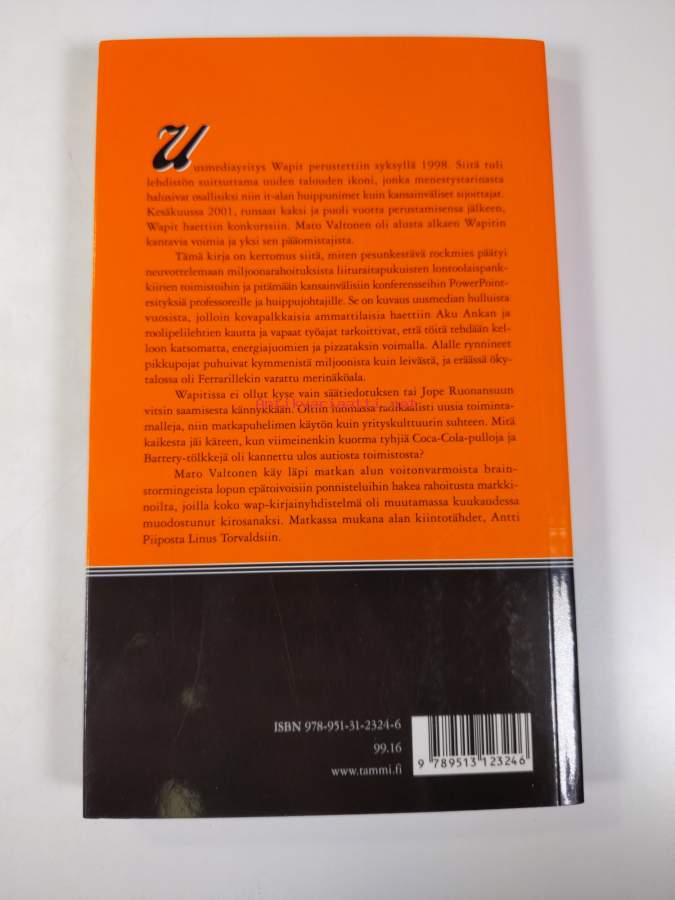 Uusmediayritys Wapit perustettiin syksyllä 1998. Siitä tuli
lehdistön suitsuttama uuden talouden ikoni, jonka menestystarinasta
halusivat osallisiksi niin it-alan huippunimet kuin kansainväliset sijoittajat.
Kesäkuussa 2001, runsaat kaksi ja puoli vuotta perustamisensa jälkeen,
Wapit haettiin konkurssiin. Mato Valtonen oli alusta alkaen Wapitin
kantavia voimia ja yksi sen pääomistajista.
Tämä kirja on kertomus siitä, miten pesunkestävä rockmies päätyi
neuvottelemaan miljoonarahoituksista liituraitapukuisten lontoolaispank-
kiirien toimistoihin ja pitämään kansainvälisiin konferensseihin PowerPoint-
esityksiä professoreille ja huippujohtajille. Se on kuvaus uusmedian hulluista
vuosista, jolloin kovapalkkaisia ammattilaisia haettiin Aku Ankan ja
roolipelilehtien kautta ja vapaat työajat tarkoittivat, että töitä tehdään kel-
loon katsomatta, energiajuomien ja pizzataksin voimalla. Alalle rynnineet
pikkupojat puhuivat kymmenistä miljoonista kuin leivästä, ja eräässä öky-
talossa oli Ferrarillekin varattu merinäköala.
Wapitissa ei ollut kyse vain säätiedotuksen tai Jope Ruonansuun
vitsin saamisesta kännykkään. Oltiin luomassa radikaalisti uusia toiminta-
malleja, niin matkapuhelimen käytön kuin yrityskulttuurin suhteen. Mitä
kaikesta jäi käteen, kun viimeinenkin kuorma tyhjiä Coca-Cola-pulloja ja
Battery-tölkkejä oli kannettu ulos autiosta toimistosta?
Mato Valtonen käy läpi matkan alun voitonvarmoista brain-
stormingeista lopun epätoivoisiin ponnisteluihin hakea rahoitusta markki-
noilta, joilla koko wap-kirjainyhdistelmä oli muutamassa kuukaudessa
muodostunut kirosanaksi. Matkassa mukana alan kiintotähdet, Antti
Piiposta Linus Torvaldsiin.
ISBN 978-951-31-2324-6
99.16
www.tammi.fi
9 789513 123246